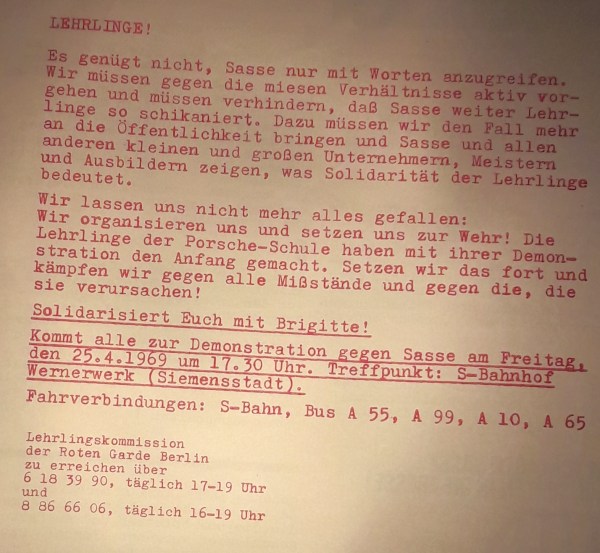 LEHRLINGE!
Es genügt nicht, Sasse nur mit Worten anzugreifen.
Wir müssen gegen die miesen Verhältnisse aktiv vor-
gehen und müssen verhindern, daß Sasse weiter Lehr-
linge so schikaniert. Dazu müssen wir den Fall mehr
an die Öffentlichkeit bringen und Sasse und allen
anderen kleinen und großen Unternehmern, Meistern
und Ausbildern zeigen, was Solidarität der Lehrlinge
bedeutet.
Wir lassen uns nicht mehr alles gefallen:
Wir organisieren uns und setzen uns zur Wehr! Die
Lehrlinge der Porsche-Schule haben mit ihrer Demon-
stration den Anfang gemacht. Setzen wir das fort und
kämpfen wir gegen alle Mißstände und gegen die, die
sie verursachen!
Solidarisiert Euch mit Brigitte!
Kommt alle zur Demonstration gegen Sasse am Freitag,
den 25.4.1969 um 17.30 Uhr. Treffpunkt: S-Bahnhof
Wernerwerk (Siemensstadt).
Fahrverbindungen: S-Bahn, Bus A 55, A 99, A 10, A 65
Lehrlingskommission
der Roten Garde Berlin
zu erreichen über
6 18 39 90, täglich 17-19 Uhr
und
8 86 66 06, täglich 16-19 Uhr